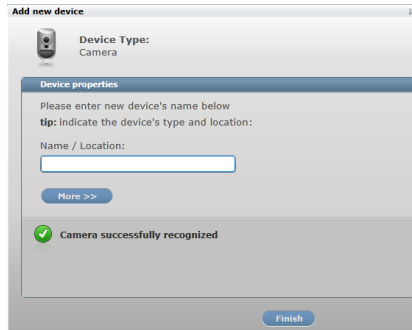 Add new device
Device Type:
Camera
Device properties
Please enter new device's name below
tip: indicate the device's type and location:
Name / Location:
More >>
Camera successfully recognized
Finish